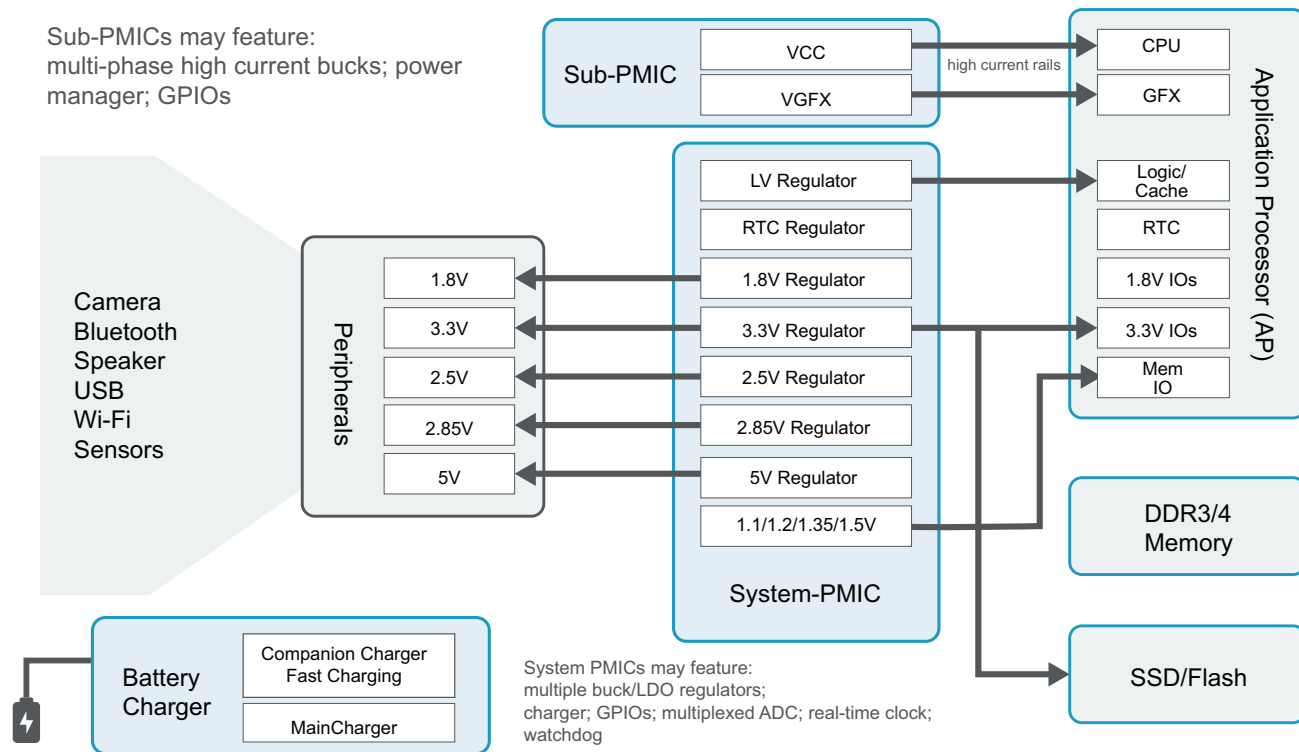 Sub-PMICs may feature:
multi-phase high current bucks; power
manager; GPIOs
Sub-PMIC
VCC
VGFX
high current rails
CPU
GFX
Logic/
Cache
RTC
1.8V IOs
3.3V IOs
Mem
IO
Application Processor (AP)
LV Regulator
RTC Regulator
1.8V Regulator
3.3V Regulator
2.5V Regulator
2.85V Regulator
5V Regulator
1.1/1.2/1.35/1.5V
System-PMIC
1.8V
3.3V
2.5V
2.85V
5V
Peripherals
Camera
Bluetooth
Speaker
USB
Wi-Fi
Sensors
DDR3/4
Memory
SSD/Flash
Battery
Charger
Companion Charger
Fast Charging
MainCharger
System PMICs may feature:
multiple buck/LDO regulators;
charger; GPIOs; multiplexed ADC; real-time clock;
watchdog